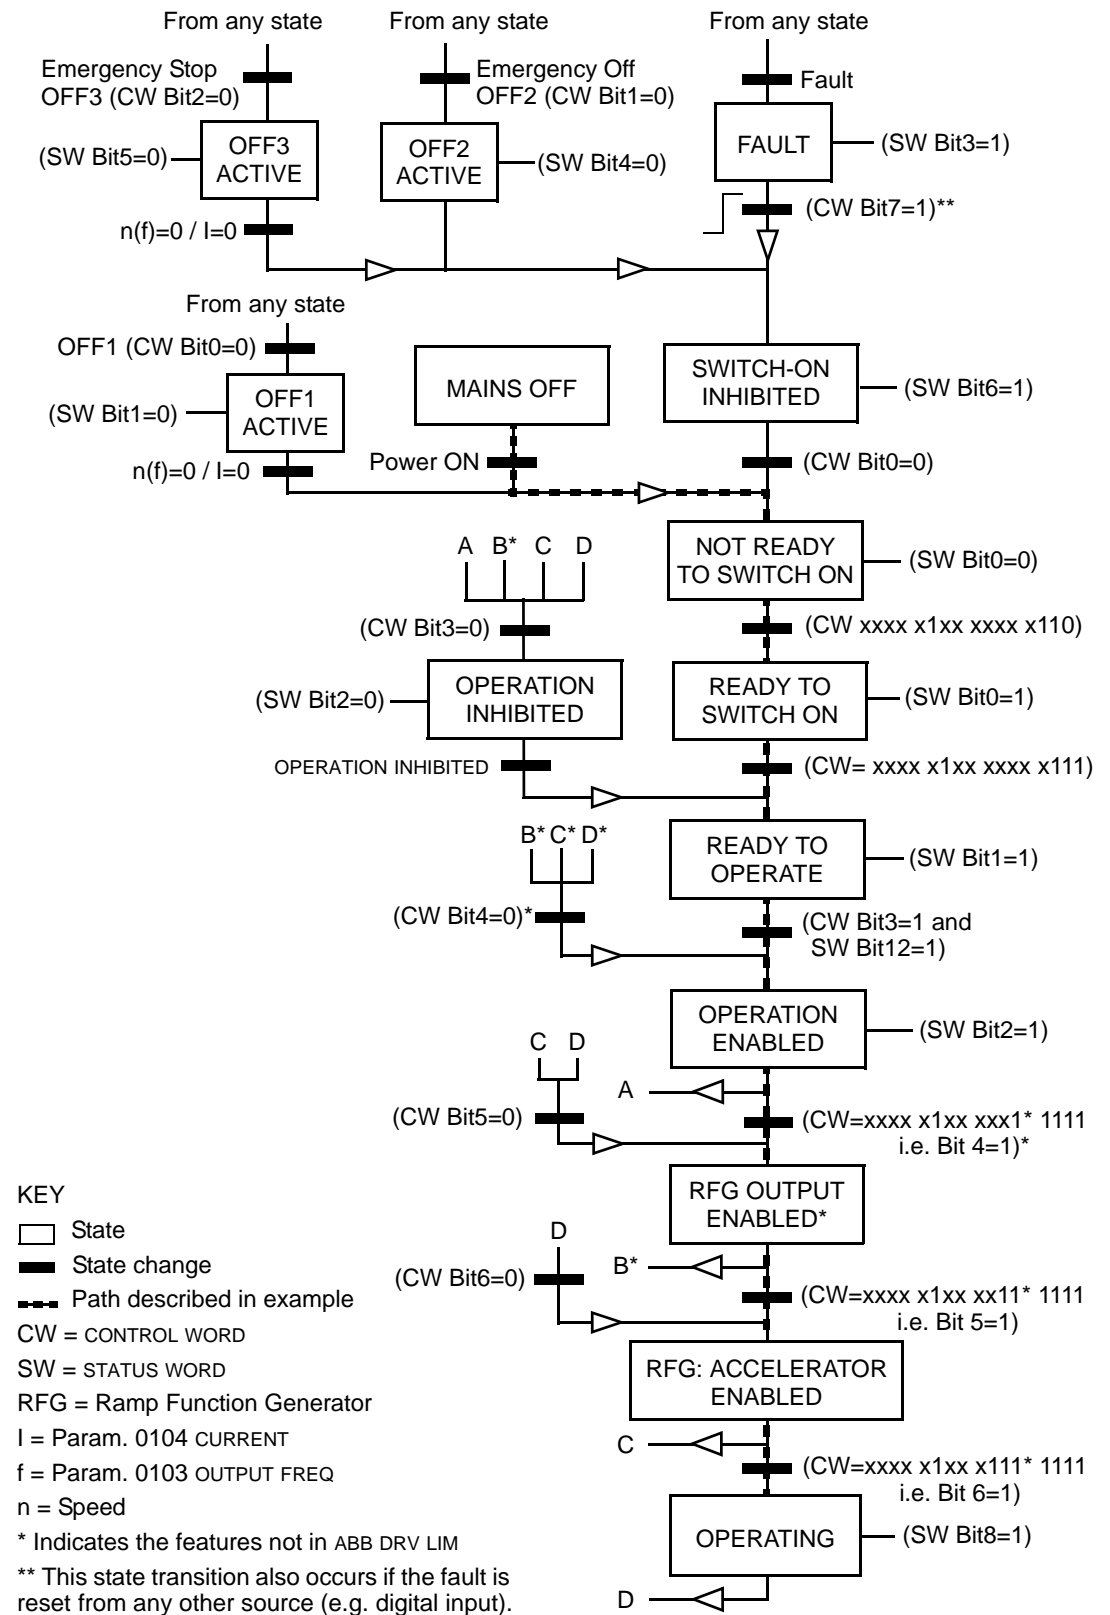 From any state
From any state
From any state
Emergency Stop
OFF3 (CW Bit2=0)
Emergency Off
OFF2 (CW Bit1=0)
Fault
OFF3
ACTIVE
(SW Bit5=0)
OFF2
ACTIVE
(SW Bit4=0)
FAULT
(SW Bit3=1)
n(f)=0 / I=0
(CW Bit7=1)**
From any state
OFF1 (CW Bit0=0)
OFF1
ACTIVE
(SW Bit1=0)
n(f)=0 / I=0
MAINS OFF
Power ON
SWITCH-ON
INHIBITED
(SW Bit6=1)
(CW Bit0=0)
NOT READY
TO SWITCH ON
(SW Bit0=0)
A B* C D
(CW Bit3=0)
(CW xxxx x1xx xxxx x110)
OPERATION
INHIBITED
(SW Bit2=0)
READY TO
SWITCH ON
(SW Bit0=1)
OPERATION INHIBITED
(CW= xxxx x1xx xxxx x111)
B* C* D*
READY TO
OPERATE
(SW Bit1=1)
(CW Bit4=0)*
(CW Bit3=1 and
SW Bit12=1)
OPERATION
ENABLED
(SW Bit2=1)
C D
A
(CW Bit5=0)
(CW=xxxx x1xx xxx1* 1111
i.e. Bit 4=1)*
RFG OUTPUT
ENABLED*
D
B*
(CW Bit6=0)
(CW=xxxx x1xx xx11* 1111
i.e. Bit 5=1)
RFG: ACCELERATOR
ENABLED
C
(CW=xxxx x1xx x111* 1111
i.e. Bit 6=1)
OPERATING
(SW Bit8=1)
D
KEY
State
State change
Path described in example
CW = CONTROL WORD
SW = STATUS WORD
RFG = Ramp Function Generator
I = Param. 0104 CURRENT
f = Param. 0103 OUTPUT FREQ
n = Speed
* Indicates the features not in ABB DRV LIM
** This state transition also occurs if the fault is
reset from any other source (e.g. digital input).